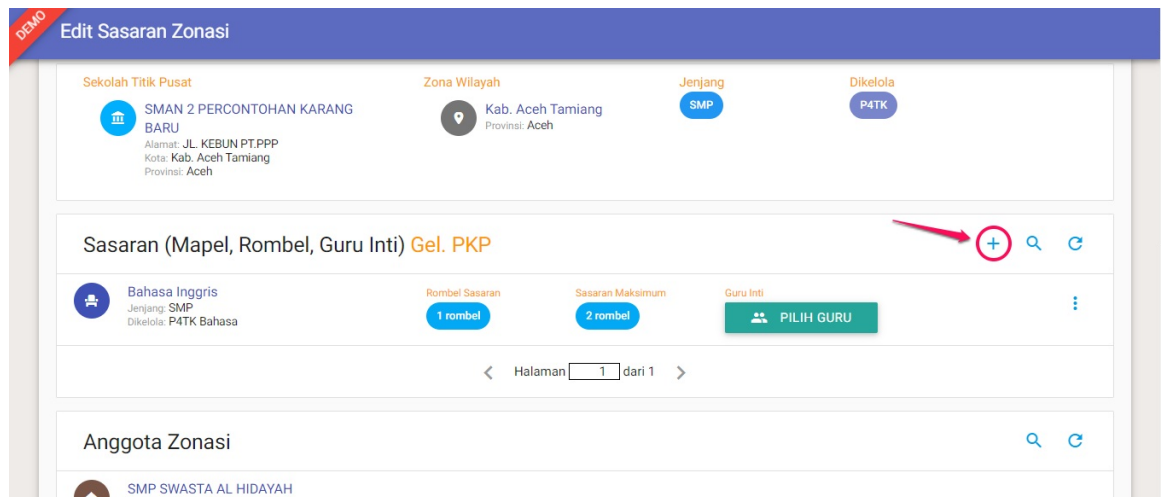 DEMO
Edit Sasaran Zonasi
Sekolah Titik Pusat
SMAN 2 PERCONTOHAN KARANG
BARU
Alamat: JL. KEBUN PT.PPP
Kota: Kab. Aceh Tamiang
Provinsi: Aceh
Zona Wilayah
Kab. Aceh Tamiang
Provinsi: Aceh
Jenjang
SMP
Dikelola
P4TK
Sasaran (Mapel, Rombel, Guru Inti) Gel. PKP
Bahasa Inggris
Jenjang: SMP
Dikelola: P4TK Bahasa
Rombel Sasaran
1 rombel
Sasaran Maksimum
2 rombel
Guru Inti
PILIH GURU
Halaman 1 dari 1
Anggota Zonasi
SMP SWASTA AL HIDAYAH